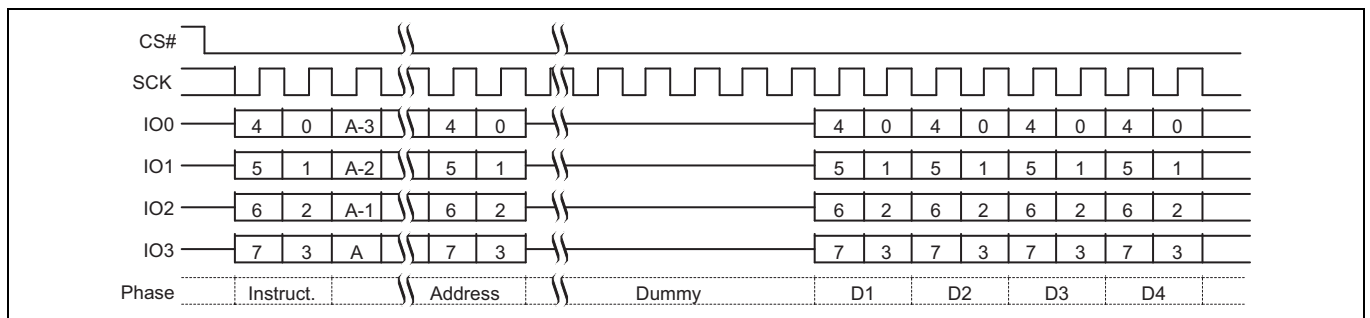 CS#
SCK
IO0 4 0 A-3 4 0 4 0 4 0 4 0 4 0
IO1 5 1 A-2 5 1 5 1 5 1 5 1 5 1
IO2 6 2 A-1 6 2 6 2 6 2 6 2 6 2
IO3 7 3 A 7 3 7 3 7 3 7 3 7 3
Phase Instruct. Address Dummy D1 D2 D3 D4